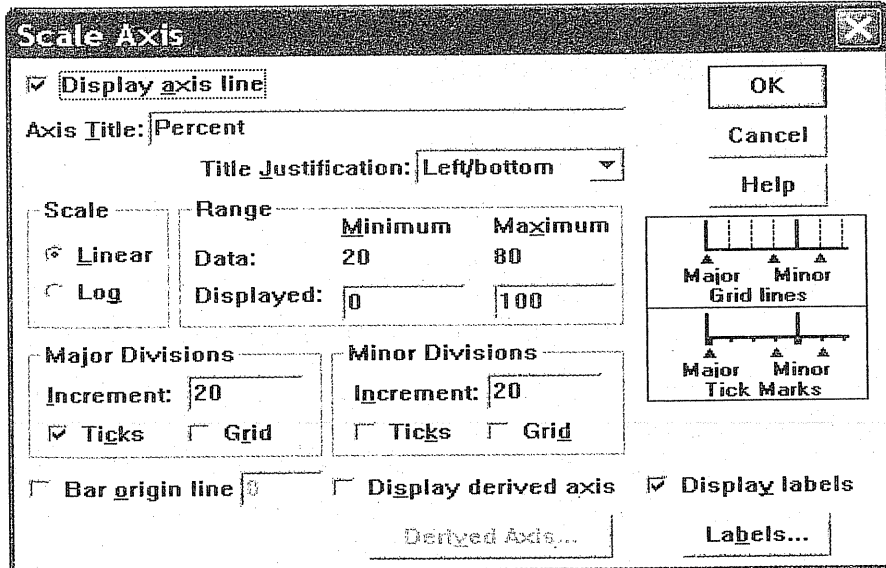 Scale Axis
Display axis line
OK
Axis Title: Percent
Cancel
Title Justification: Left/bottom
Help
Scale
Range
Minimum Maximum
Linear
Data: 20 80
Log
Displayed: 0 100
Major Minor
Grid lines
Major Minor
Tick Marks
Major Divisions
Minor Divisions
Increment: 20
Increment: 20
Ticks Grid
Ticks Grid
Bar origin line 0
Display derived axis
Display labels
Derived Axis...
Labels...